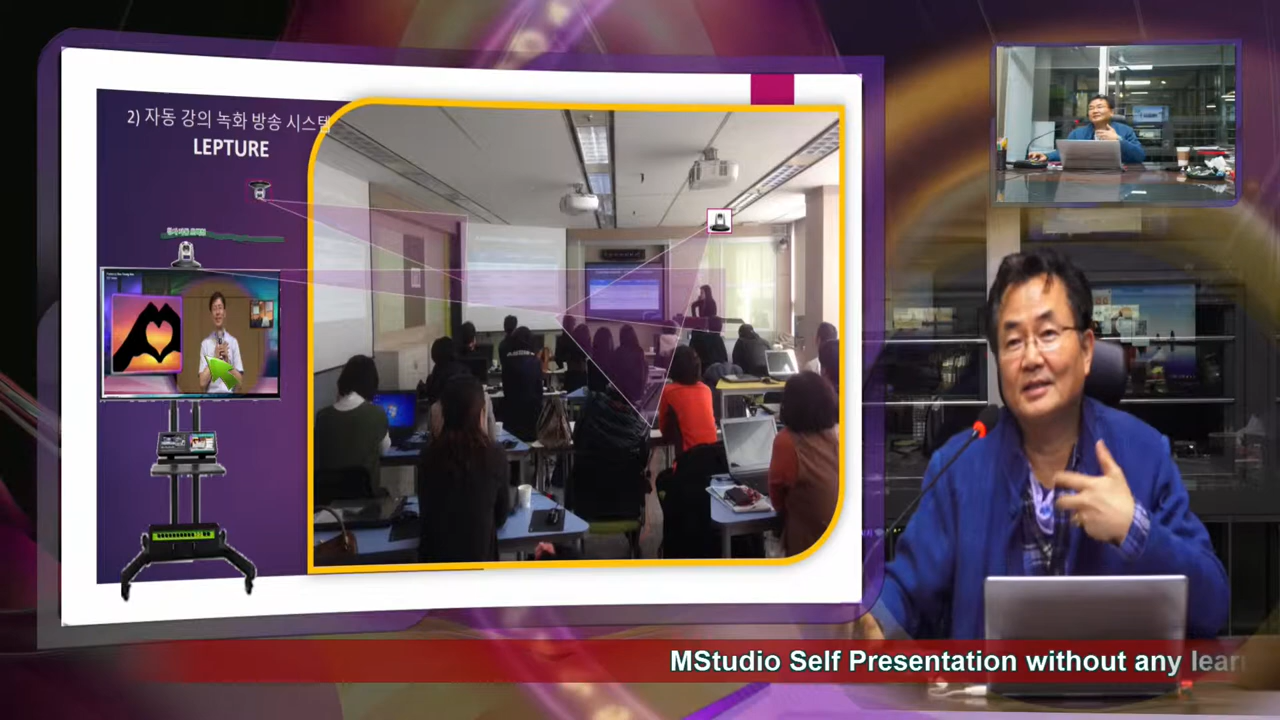 2) 자동 강의 녹화 방송 시스템
LEPTURE
MStudio Self Presentation without any lear